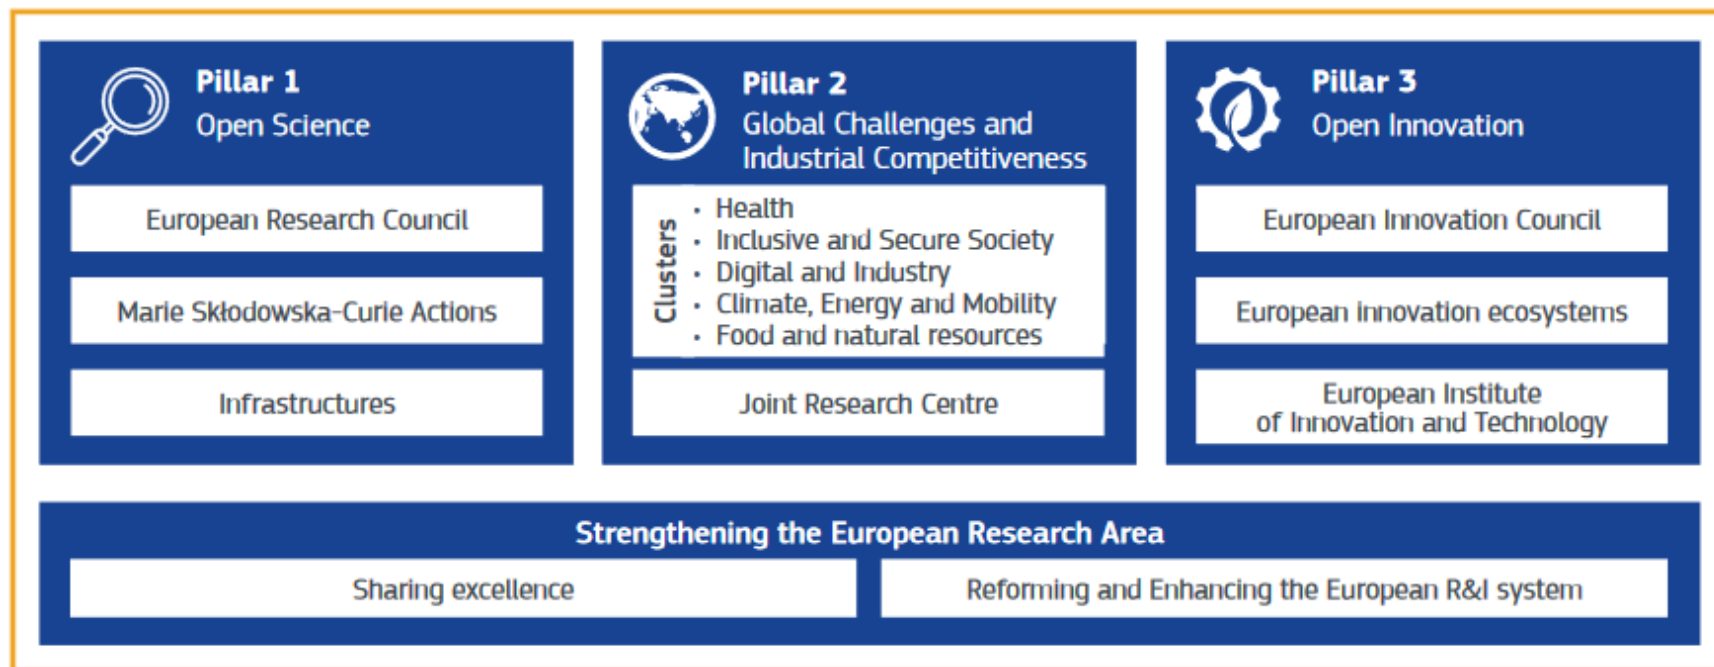 Pillar 1
Open Science
European Research Council
Marie Skłodowska-Curie Actions
Infrastructures
Pillar 2
Global Challenges and
Industrial Competitiveness
Clusters
• Health
• Inclusive and Secure Society
• Digital and Industry
• Climate, Energy and Mobility
• Food and natural resources
Joint Research Centre
Pillar 3
Open Innovation
European Innovation Council
European innovation ecosystems
European Institute
of Innovation and Technology
Strengthening the European Research Area
Sharing excellence
Reforming and Enhancing the European R&I system